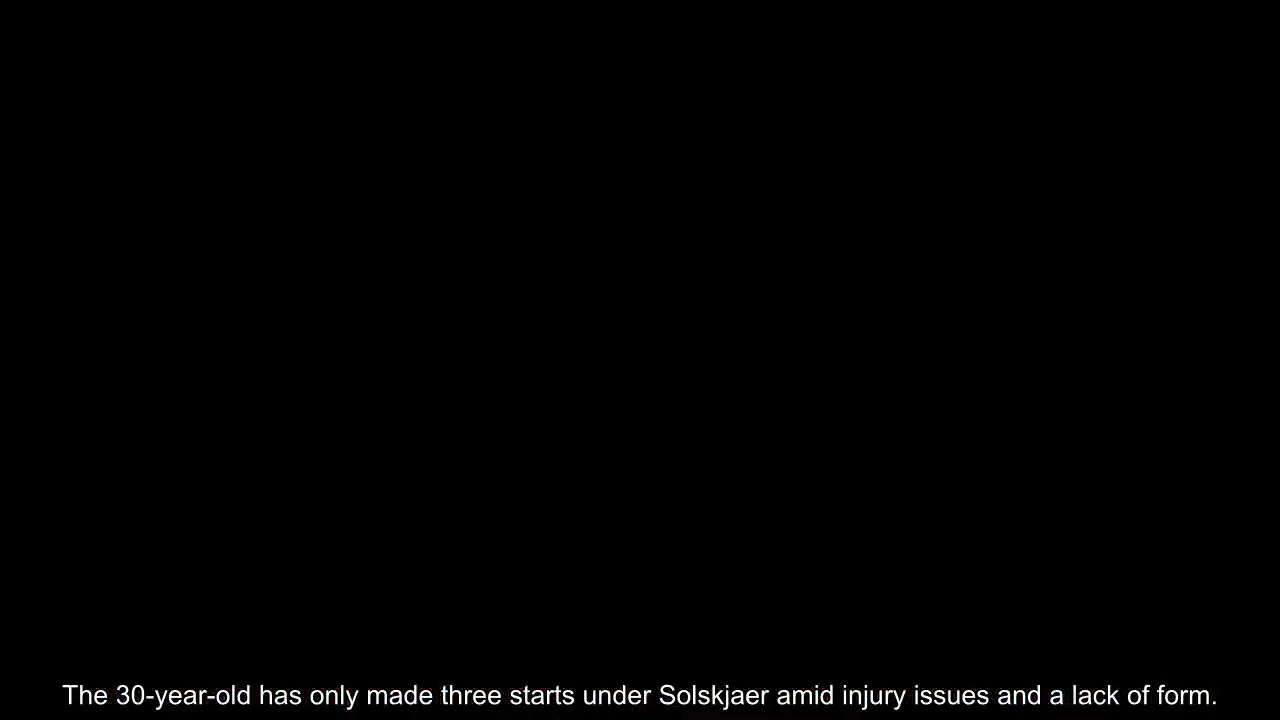 The 30-year-old has only made three starts under Solskjaer amid injury issues and a lack of form.